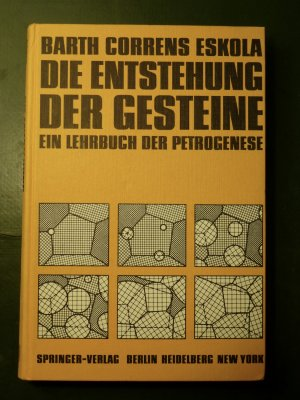 BARTH CORRENS ESKOLA
DIE ENTSTEHUNG
DER GESTEINE
EIN LEHRBUCH DER PETROGENESE
SPRINGER-VERLAG BERLIN HEIDELBERG NEW YORK